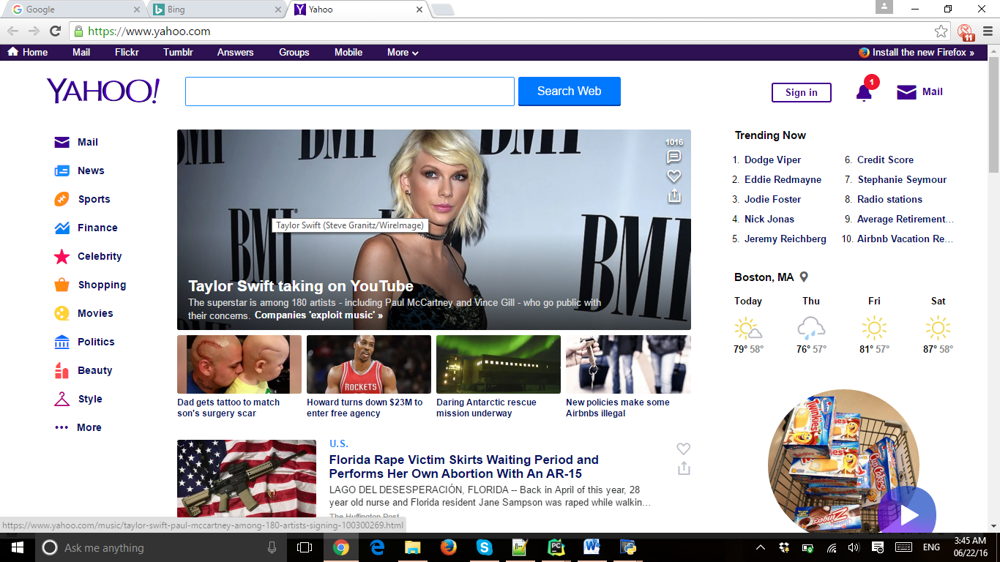 Google
Bing
Yahoo
https://www.yahoo.com
11
Home Mail Flickr Tumblr Answers Groups Mobile More
Install the new Firefox »
YAHOO!
Search Web
Sign in
1
Mail
Mail
News
Sports
Finance
Celebrity
Shopping
Movies
Politics
Beauty
Style
More
BMI BMI BMI
BMI
BMI
1016
Taylor Swift (Steve Granitz/WireImage)
Taylor Swift taking on YouTube
The superstar is among 180 artists - including Paul McCartney and Vince Gill - who go public with
their concerns. Companies 'exploit music' »
ROCKETS
Dad gets tattoo to match
son's surgery scar
Howard turns down $23M to
enter free agency
Daring Antarctic rescue
mission underway
New policies make some
Airbnbs illegal
U.S.
Florida Rape Victim Skirts Waiting Period and
Performs Her Own Abortion With An AR-15
LAGO DEL DESESPERACIÓN, FLORIDA -- Back in April of this year, 28
year old nurse and Florida resident Jane Sampson was raped while walkin...
The Huffington Post
Trending Now
1. Dodge Viper
2. Eddie Redmayne
3. Jodie Foster
4. Nick Jonas
5. Jeremy Reichberg
6. Credit Score
7. Stephanie Seymour
8. Radio stations
9. Average Retirement...
10. Airbnb Vacation Re...
Boston, MA
Today Thu Fri Sat
79° 58° 76° 57° 81° 57° 87° 58°
Twinkies
Zingers
https://www.yahoo.com/music/taylor-swift-paul-mccartney-among-180-artists-signing-100300269.html
Ask me anything
ENG
3:45 AM
06/22/16